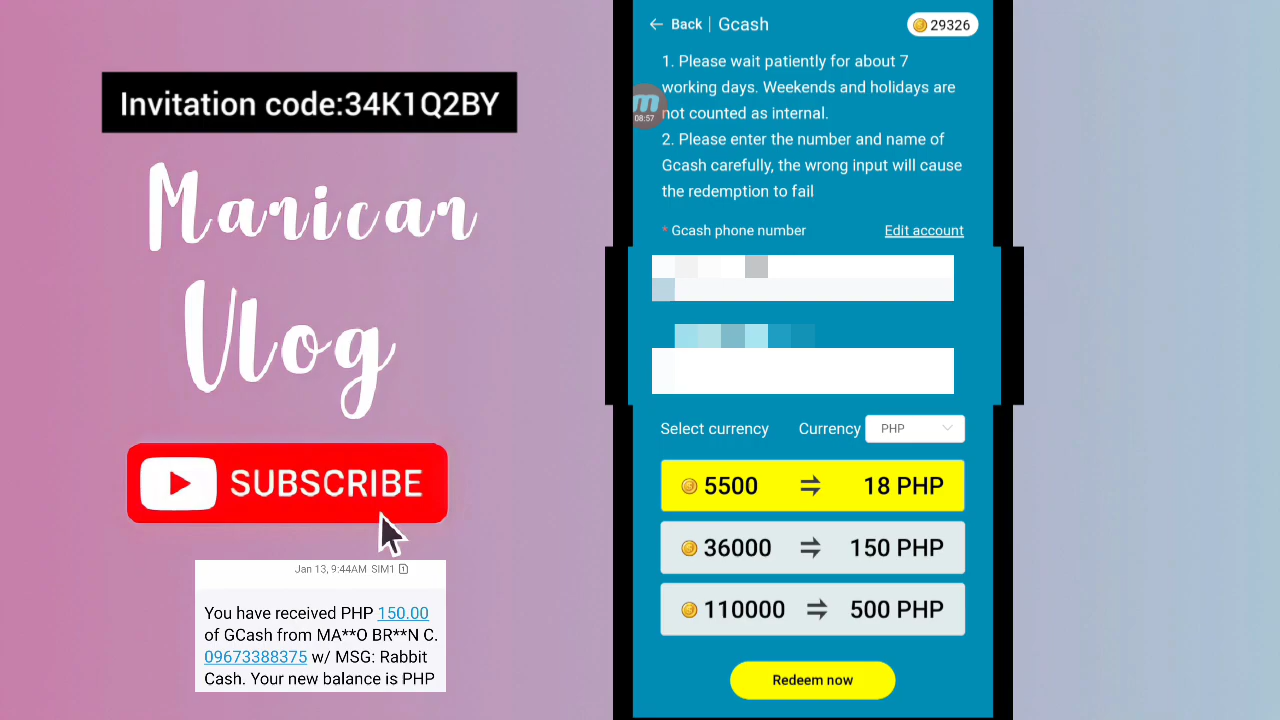 Invitation code:34K1Q2BY
Manican
Vlog
SUBSCRIBE
Jan 13, 9:44AM SIM1 1
You have received PHP 150.00
of GCash from MA**O BR**N C.
09673388375 w/ MSG: Rabbit
Cash. Your new balance is PHP
Back | Gcash
29326
1. Please wait patiently for about 7
working days. Weekends and holidays are
not counted as internal.
m
08:57
2. Please enter the number and name of
Gcash carefully, the wrong input will cause
the redemption to fail
* Gcash phone number
Edit account
Select currency
Currency PHP
5500 18 PHP
36000 150 PHP
110000 500 PHP
Redeem now